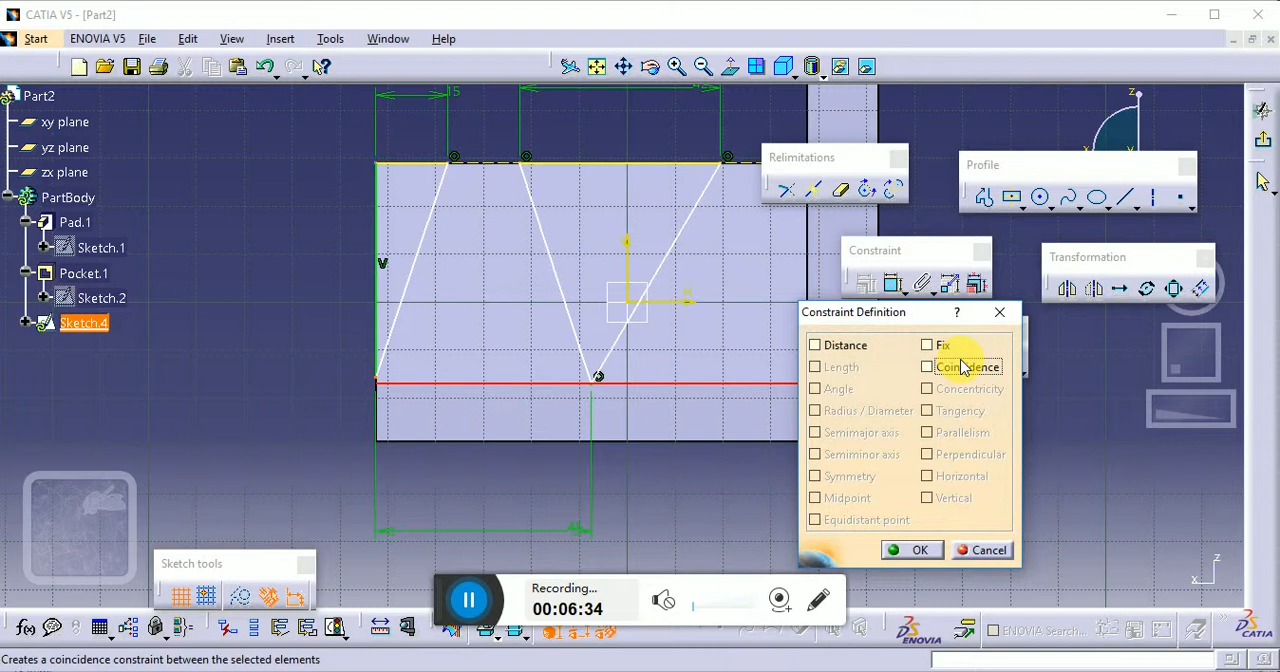 CATIA V5 - [Part2]
Start ENOVIA V5 File Edit View Insert Tools Window Help
Part2
xy plane
yz plane
zx plane
PartBody
Pad.1
Sketch.1
Pocket.1
Sketch.2
Sketch.4
15
V
z
x
Relimitations
Profile
Constraint
Transformation
Constraint Definition ?
Distance
Fix
Length
Coincidence
Angle
Concentricity
Radius / Diameter
Tangency
Semimajor axis
Parallelism
Semiminor axis
Perpendicular
Symmetry
Horizontal
Midpoint
Vertical
Equidistant point
OK
Cancel
z
x
Sketch tools
Recording...
00:06:34
f(x)
ENOVIA
ENOVIA Search...
CATIA
Creates a coincidence constraint between the selected elements